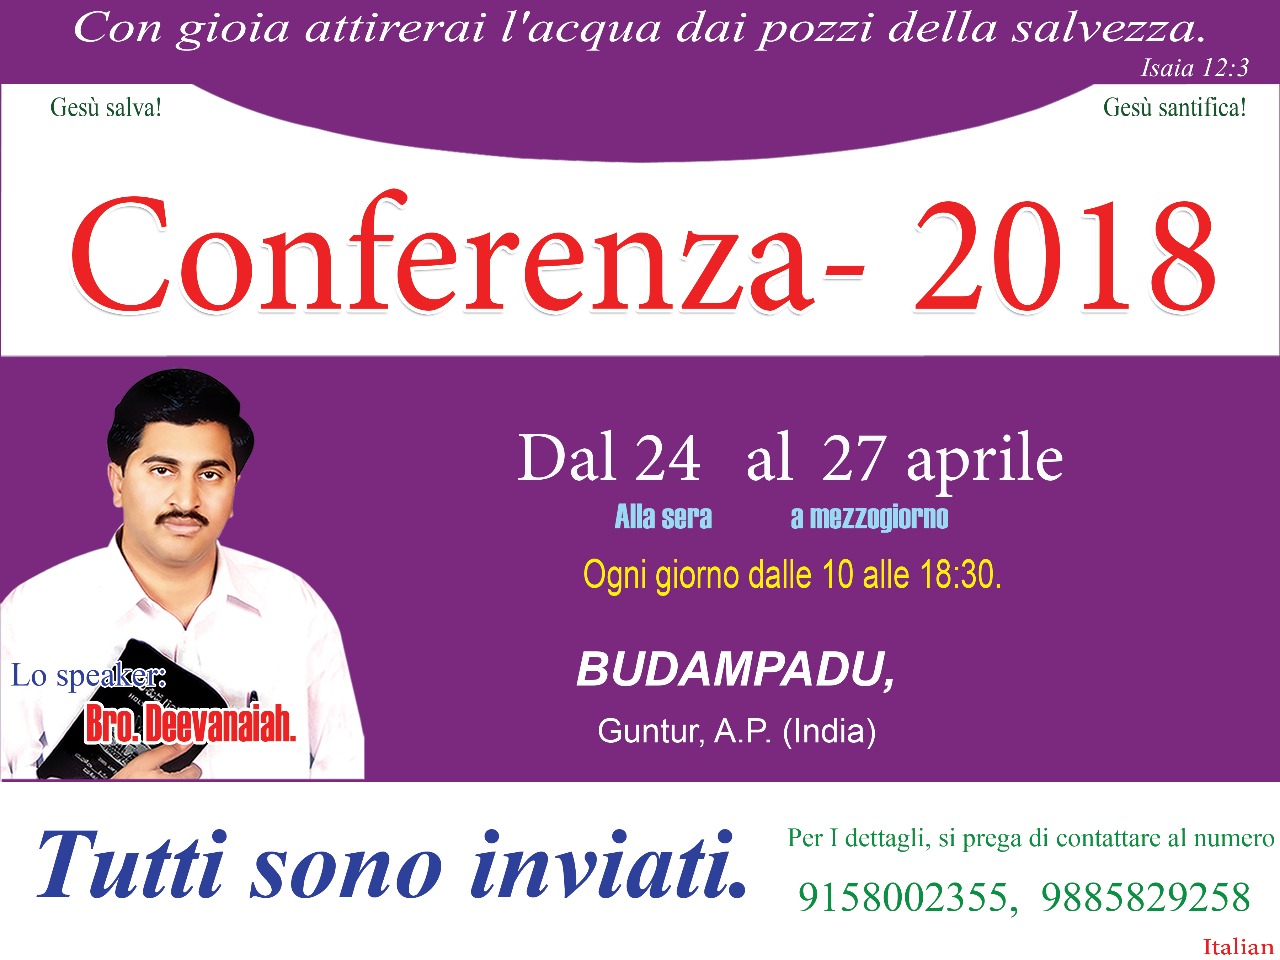 Con gioia attirerai l'acqua dai pozzi della salvezza.
Isaia 12:3
Gesù salva!
Gesù santifica!
Conferenza- 2018
Dal 24 al 27 aprile
Alla sera a mezzogiorno
Ogni giorno dalle 10 alle 18:30.
BUDAMPADU,
Guntur, A.P. (India)
Lo speaker:
Bro. Deevanaiah.
Tutti sono inviati.
Per I dettagli, si prega di contattare al numero
9158002355, 9885829258
Italian